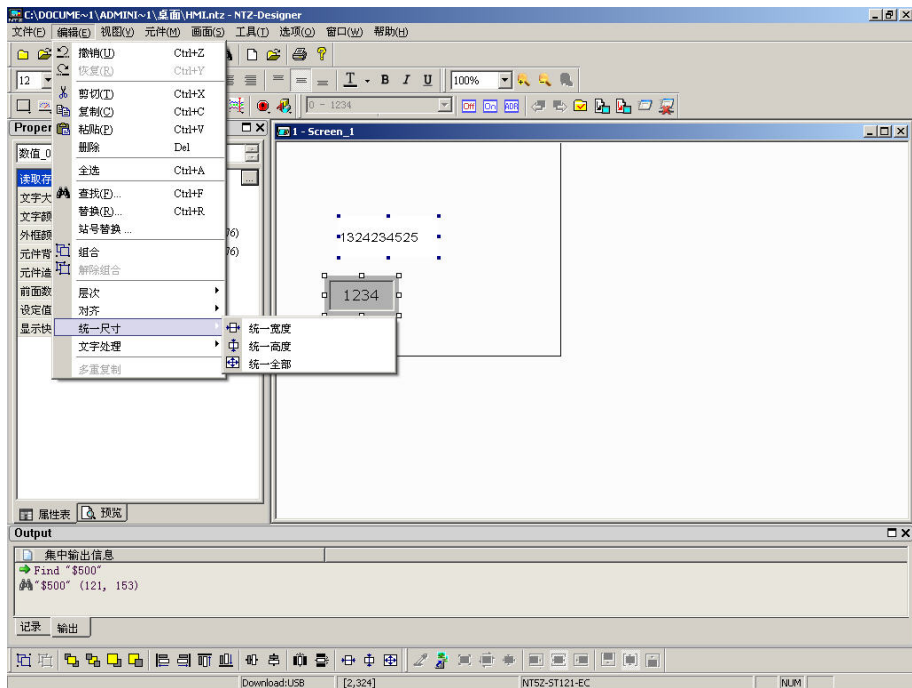 C:\DOCUME~1\ADMINI~1\桌面\HMI.ntz - NTZ-Designer
文件(F) 编辑(E) 视图(V) 元件(M) 画面(S) 工具(T) 选项(O) 窗口(W) 帮助(H)
撤销(U) Ctrl+Z
恢复(R) Ctrl+Y
12 B I U 100%
剪切(T) Ctrl+X
复制(C) Ctrl+C
0 - 1234 Off On ADR
粘贴(P) Ctrl+V
Proper
1 - Screen_1
删除 Del
数值_0
全选 Ctrl+A
读取存
查找(F)... Ctrl+F
文字大
替换(R)... Ctrl+R
文字颜
站号替换 ...
外框颜 76)
组合
元件背 76)
解除组合
元件造
层次
前面数
对齐
设定值
统一尺寸
显示快
文字处理
多重复制
统一宽度
统一高度
统一全部
1324234525
1234
属性表 预览
Output
集中输出信息
Find "$500"
"$500" (121, 153)
记录 输出
Download:USB [2,324] NT5Z-ST121-EC NUM